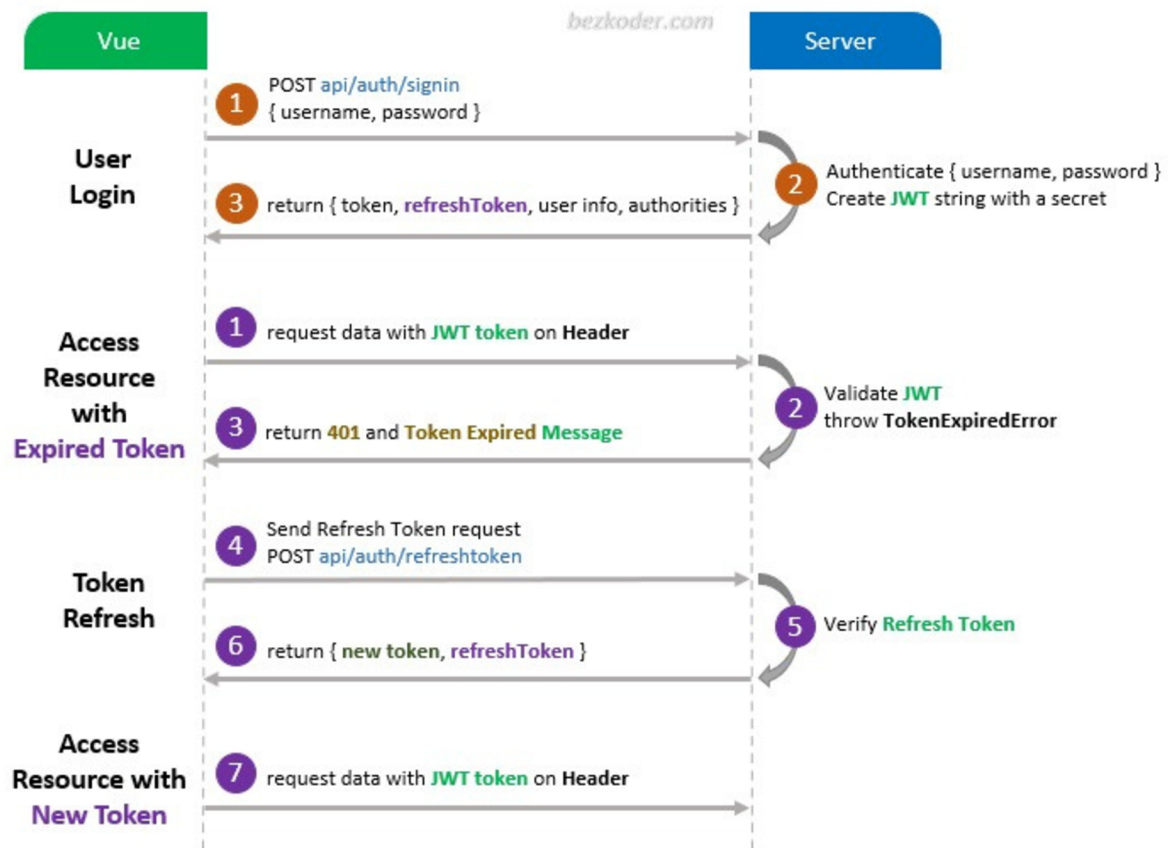 bezkoder.com
Vue
Server
User
Login
1
POST api/auth/signin
{ username, password }
2
Authenticate { username, password }
Create JWT string with a secret
3
return { token, refreshToken, user info, authorities }
Access
Resource
with
Expired Token
1
request data with JWT token on Header
2
Validate JWT
throw TokenExpiredError
3
return 401 and Token Expired Message
Token
Refresh
4
Send Refresh Token request
POST api/auth/refreshtoken
5
Verify Refresh Token
6
return { new token, refreshToken }
Access
Resource with
New Token
7
request data with JWT token on Header